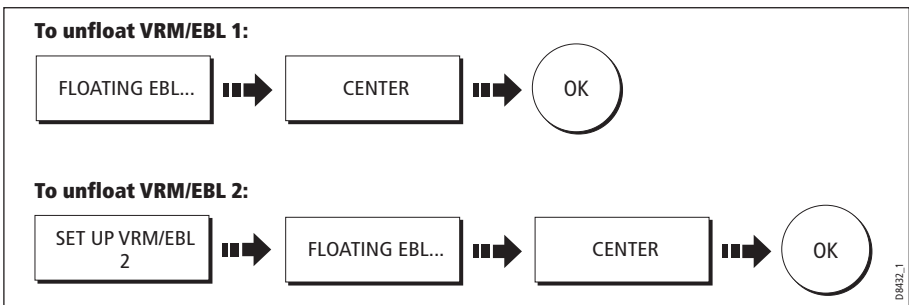 To unfloat VRM/EBL 1:
FLOATING EBL...
CENTER
OK
To unfloat VRM/EBL 2:
SET UP VRM/EBL
2
FLOATING EBL...
CENTER
OK
D8432_1